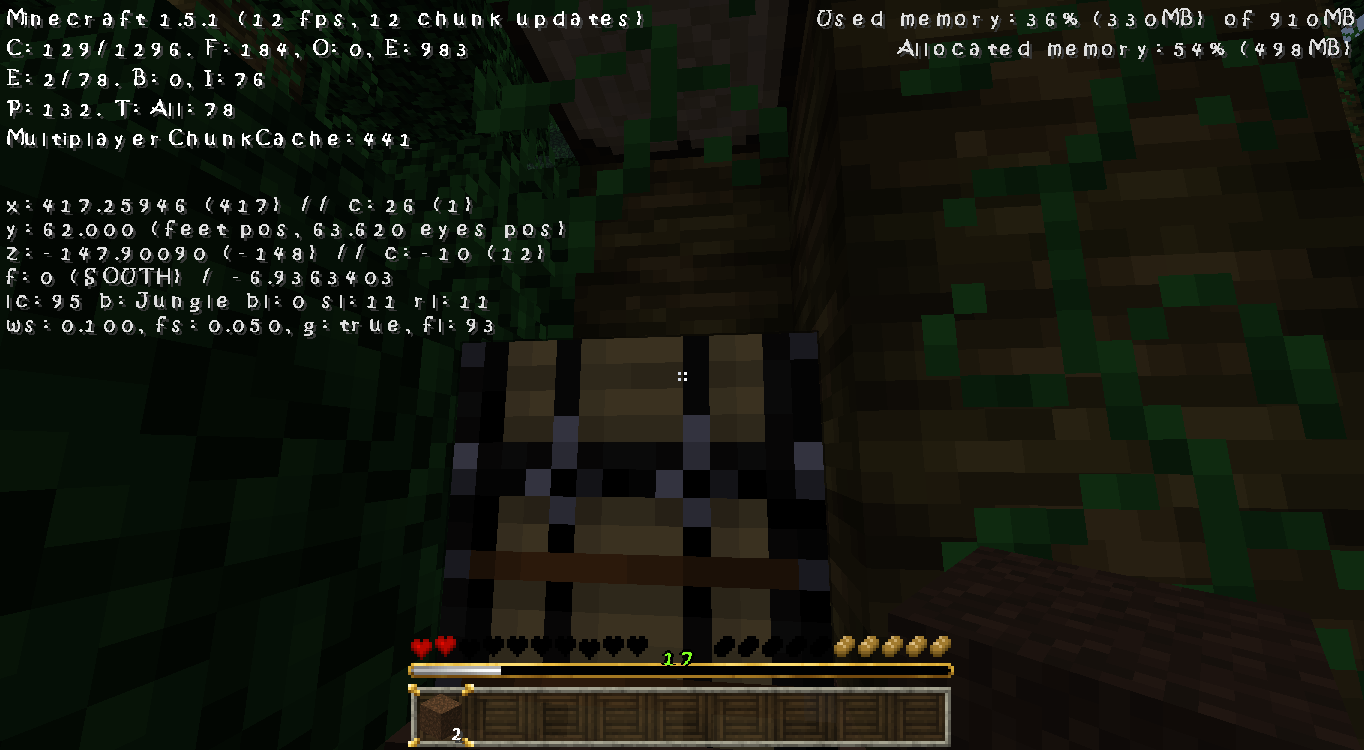 Minecraft 1.5.1 (12 fps, 12 chunk updates)
C: 129/1296. F: 184, O: 0, E: 983
E: 2/78. B: 0, I: 76
P: 132. T: All: 78
Multiplayer ChunkCache: 441
Used memory: 36% (330MB) of 910MB
Allocated memory: 54% (498MB)
x: 417.25946 (417) // c: 26 (1)
y: 62.000 (feet pos, 63.620 eyes pos)
z: -147.90090 (-148) // c: -10 (12)
f: 0 (SOUTH) / -6.9363403
lc: 95 b: Jungle bl: 0 sl: 11 rl: 11
ws: 0.100, fs: 0.050, g: true, fl: 93
17
2